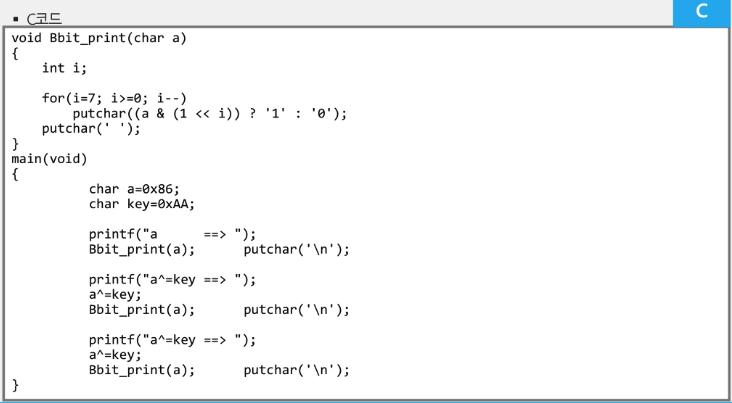 C
▪ C코드
void Bbit_print(char a)
{
    int i;

    for(i=7; i>=0; i--)
        putchar((a & (1 << i)) ? '1' : '0');
    putchar(' ');
}
main(void)
{
          char a=0x86;
          char key=0xAA;

          printf("a      ==> ");
          Bbit_print(a);      putchar('\n');

          printf("a^=key ==> ");
          a^=key;
          Bbit_print(a);      putchar('\n');

          printf("a^=key ==> ");
          a^=key;
          Bbit_print(a);      putchar('\n');
}